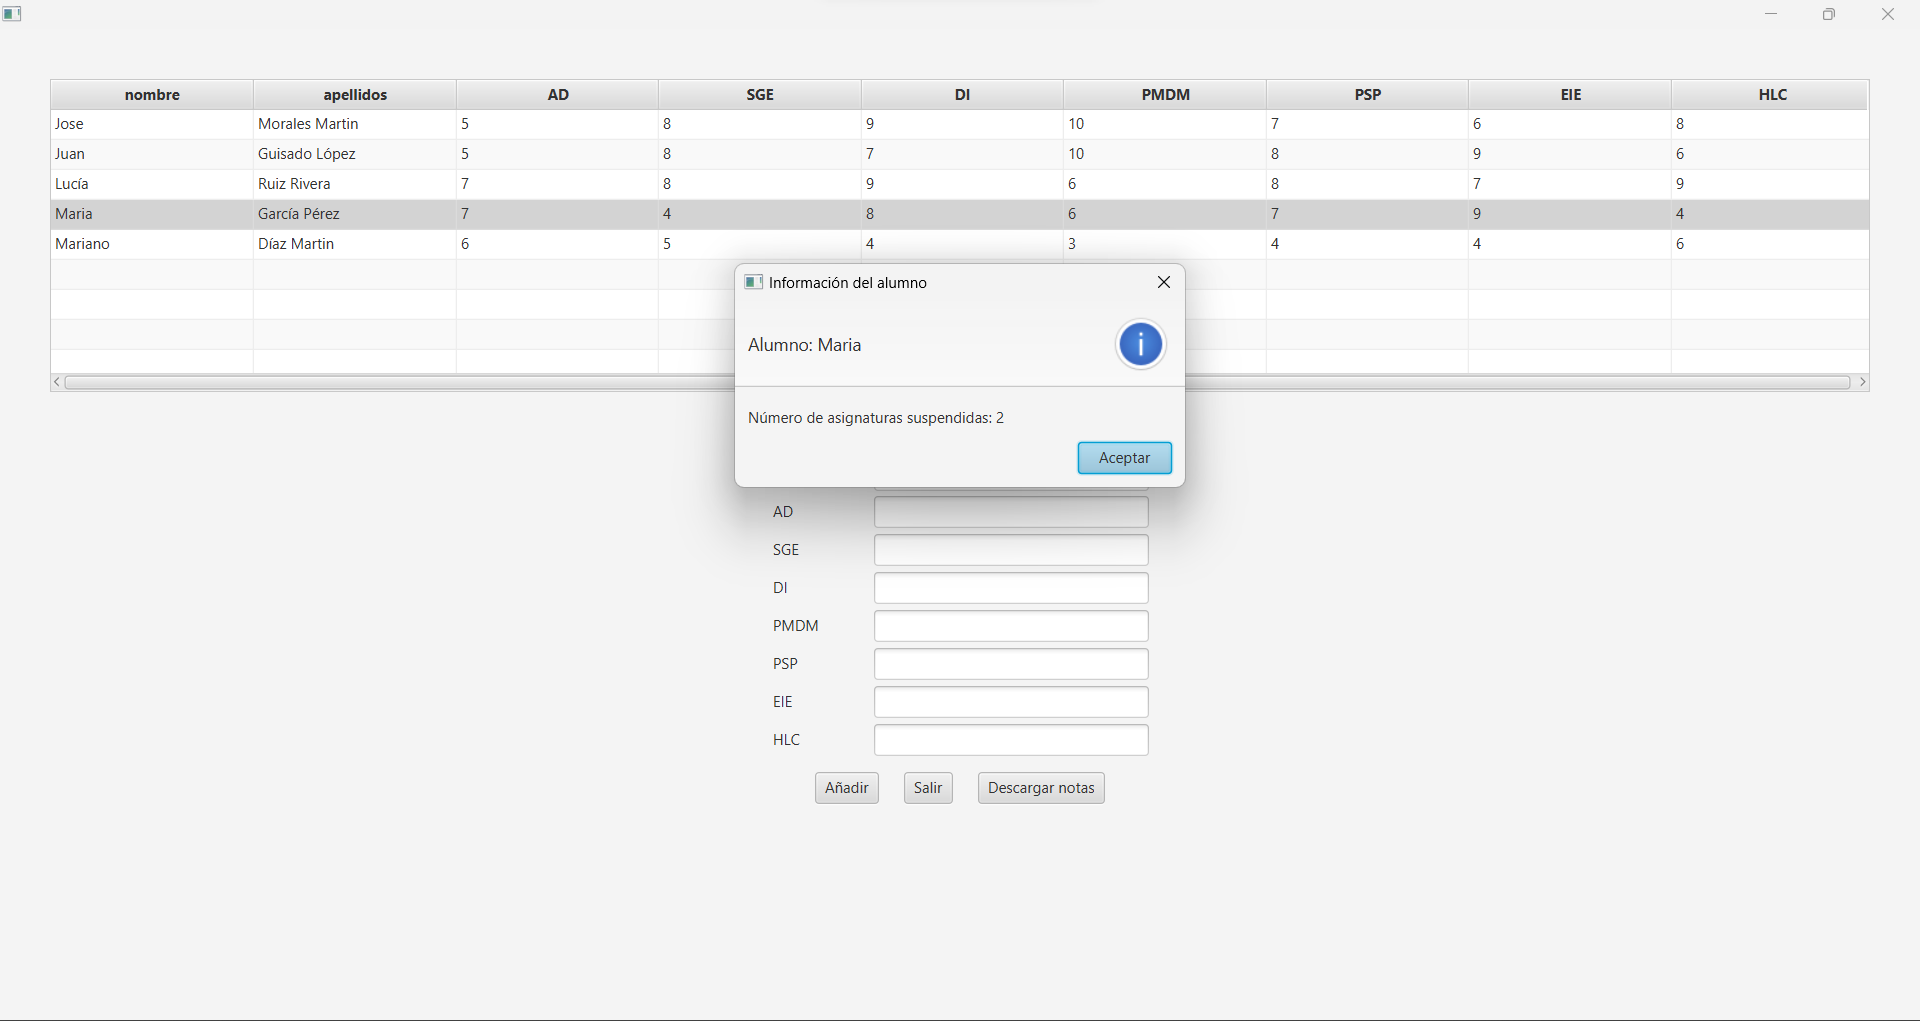 nombre apellidos AD SGE DI PMDM PSP EIE HLC
Jose Morales Martin 5 8 9 10 7 6 8
Juan Guisado López 5 8 7 10 8 9 6
Lucía Ruiz Rivera 7 8 9 6 8 7 9
Maria García Pérez 7 4 8 6 7 9 4
Mariano Díaz Martin 6 5 4 3 4 4 6
Información del alumno
Alumno: Maria
Número de asignaturas suspendidas: 2
Aceptar
AD
SGE
DI
PMDM
PSP
EIE
HLC
Añadir Salir Descargar notas